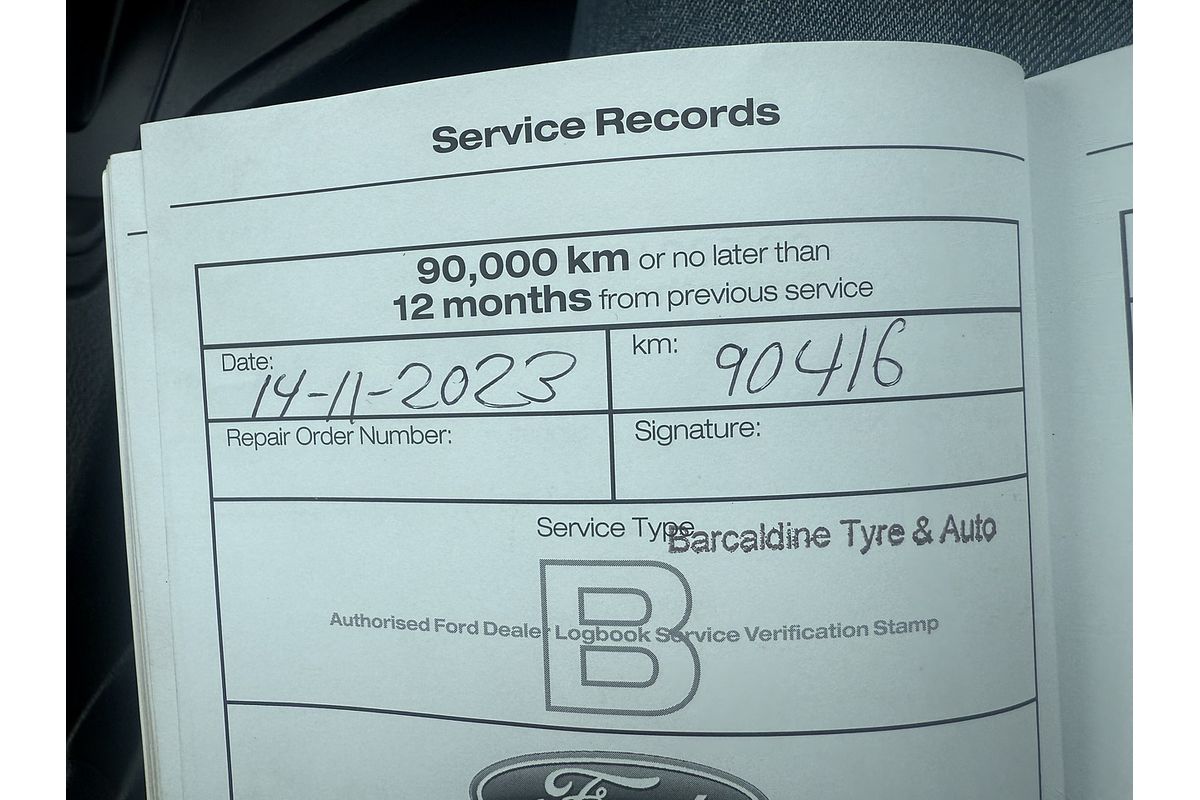 Service Records
90,000 km or no later than
12 months from previous service
Date: 14-11-2023
km: 90416
Repair Order Number:
Signature:
Service Type
Barcaldine Tyre & Auto
B
Authorised Ford Dealer Logbook Service Verification Stamp
Ford